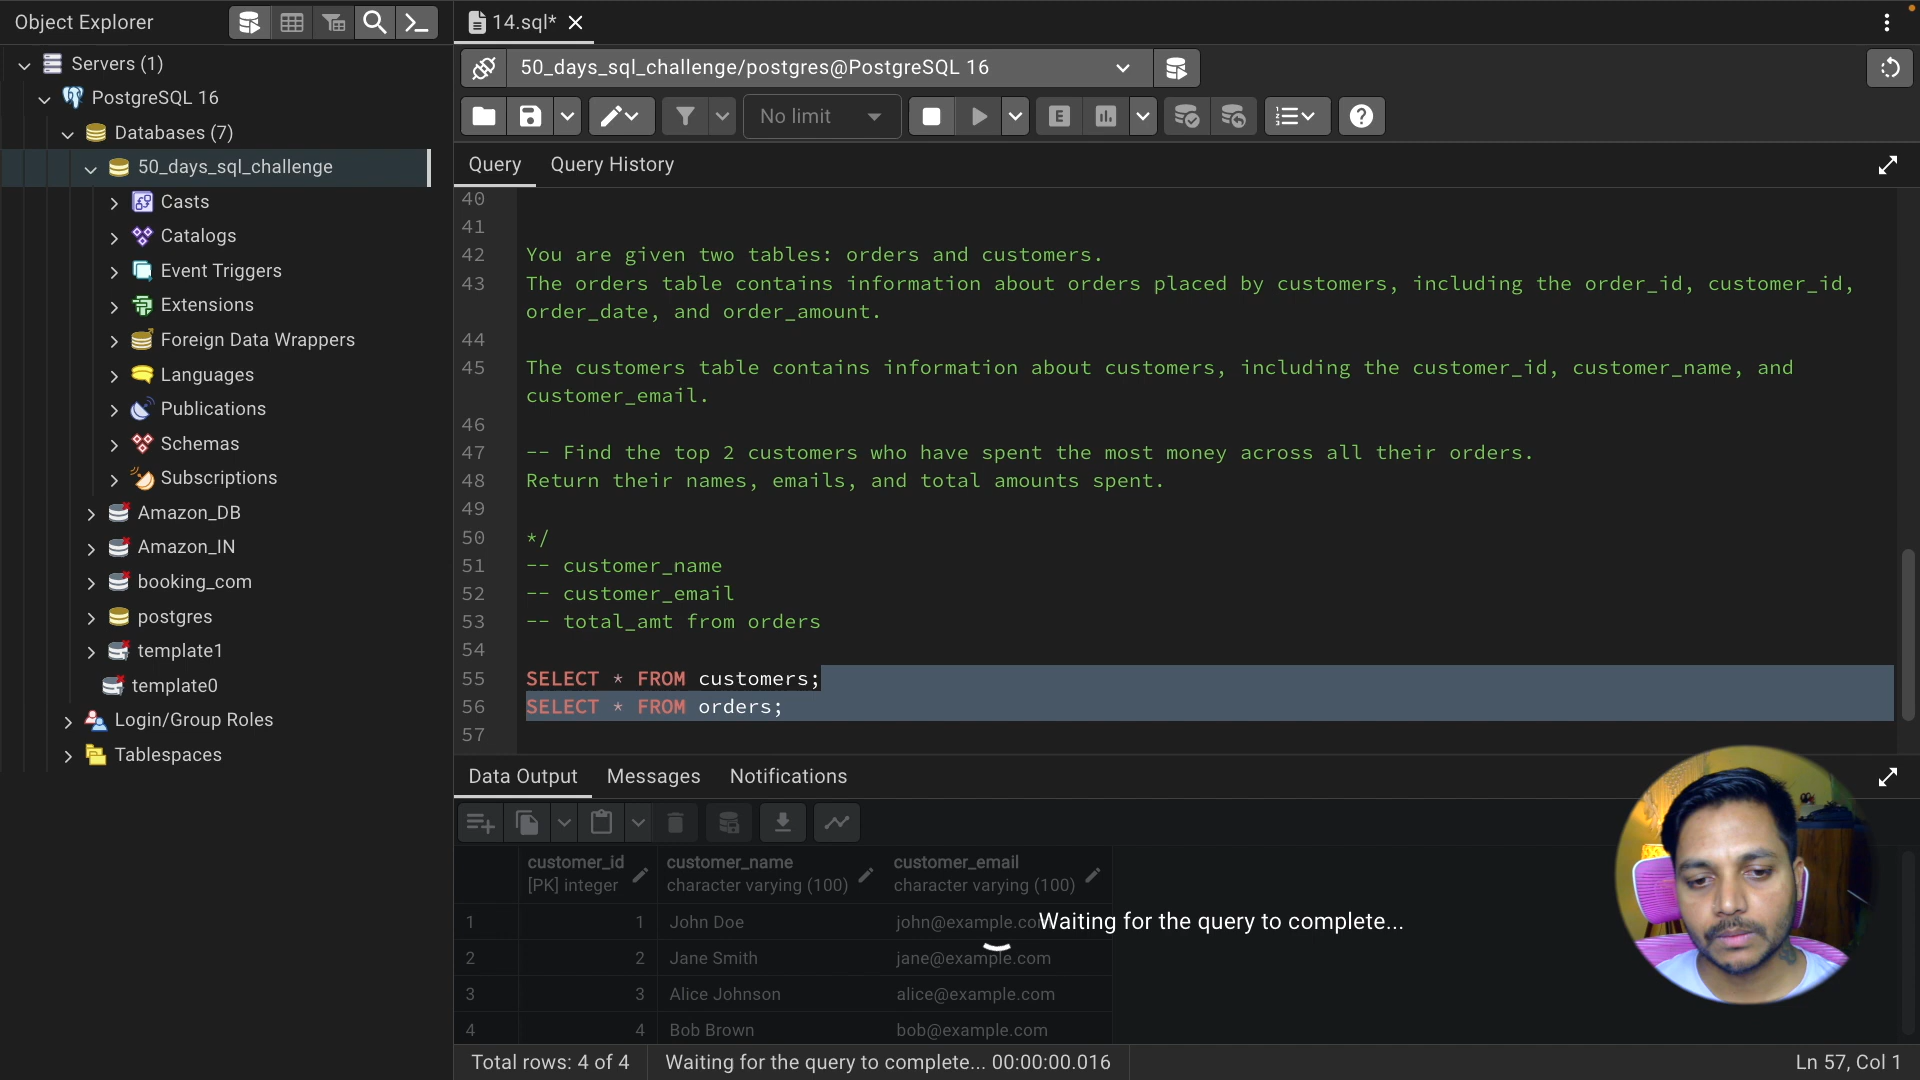 Object Explorer
14.sql*
Servers (1)
PostgreSQL 16
Databases (7)
50_days_sql_challenge
Casts
Catalogs
Event Triggers
Extensions
Foreign Data Wrappers
Languages
Publications
Schemas
Subscriptions
Amazon_DB
Amazon_IN
booking_com
postgres
template1
template0
Login/Group Roles
Tablespaces
50_days_sql_challenge/postgres@PostgreSQL 16
No limit
E
Query
Query History
40
41
42 You are given two tables: orders and customers.
43 The orders table contains information about orders placed by customers, including the order_id, customer_id,
order_date, and order_amount.
44
45 The customers table contains information about customers, including the customer_id, customer_name, and
customer_email.
46
47 -- Find the top 2 customers who have spent the most money across all their orders.
48 Return their names, emails, and total amounts spent.
49
50 */
51 -- customer_name
52 -- customer_email
53 -- total_amt from orders
54
55 SELECT * FROM customers;
56 SELECT * FROM orders;
57
Data Output
Messages
Notifications
customer_id customer_name customer_email
[PK] integer character varying (100) character varying (100)
1 1 John Doe john@example.co
Waiting for the query to complete...
2 2 Jane Smith jane@example.com
3 3 Alice Johnson alice@example.com
4 4 Bob Brown bob@example.com
Total rows: 4 of 4
Waiting for the query to complete... 00:00:00.016
Ln 57, Col 1